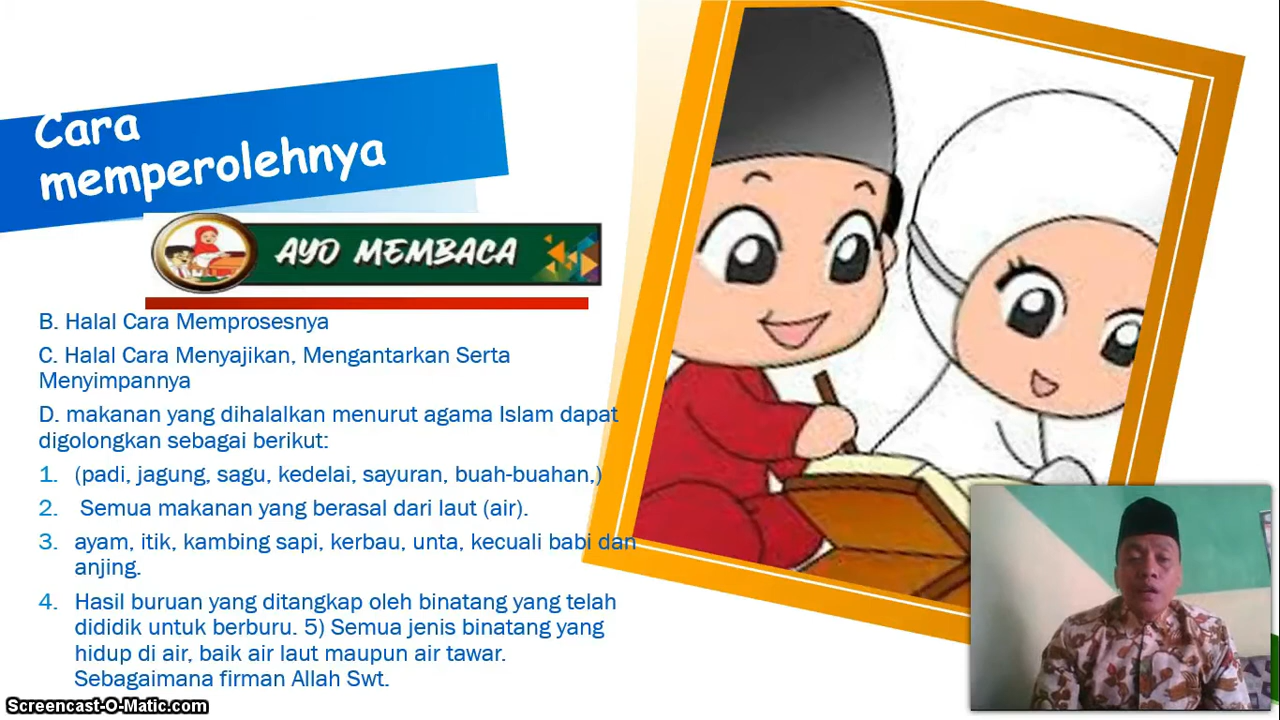 Cara
memperolehnya
AYO MEMBACA
B. Halal Cara Memprosesnya
C. Halal Cara Menyajikan, Mengantarkan Serta
Menyimpannya
D. makanan yang dihalalkan menurut agama Islam dapat
digolongkan sebagai berikut:
1. (padi, jagung, sagu, kedelai, sayuran, buah-buahan,)
2. Semua makanan yang berasal dari laut (air).
3. ayam, itik, kambing sapi, kerbau, unta, kecuali babi dan
anjing.
4. Hasil buruan yang ditangkap oleh binatang yang telah
dididik untuk berburu. 5) Semua jenis binatang yang
hidup di air, baik air laut maupun air tawar.
Sebagaimana firman Allah Swt.
Screencast-O-Matic.com